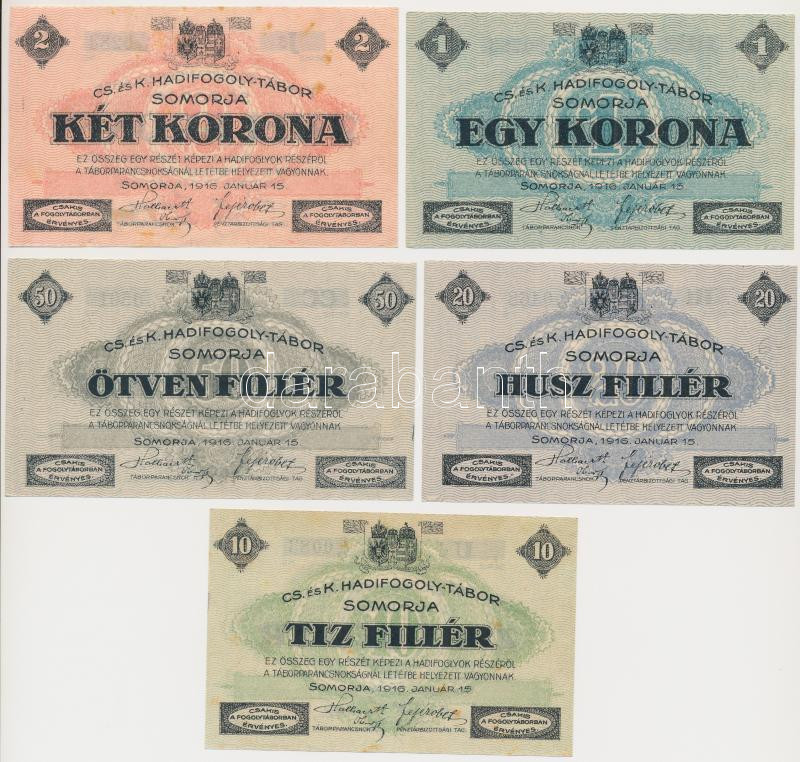 2 2
CS. ÉS K. HADIFOGOLY-TÁBOR
SOMORJA
KÉT KORONA
EZ ÖSSZEG EGY RÉSZÉT KÉPEZI A HADIFOGLYOK RÉSZÉRŐL
A TÁBORPARANCSNOKSÁGNÁL LETÉTBE HELYEZETT VAGYONNAK.
SOMORJA, 1916. JANUÁR 15.
CSAKIS
A FOGOLYTÁBORBAN
ÉRVÉNYES
TÁBORPARANCSNOK PÉNZTÁRBIZOTTSÁGI TAG.
CSAKIS
A FOGOLYTÁBORBAN
ÉRVÉNYES
1 1
CS. ÉS K. HADIFOGOLY-TÁBOR
SOMORJA
EGY KORONA
EZ ÖSSZEG EGY RÉSZÉT KÉPEZI A HADIFOGLYOK RÉSZÉRŐL
A TÁBORPARANCSNOKSÁGNÁL LETÉTBE HELYEZETT VAGYONNAK.
SOMORJA, 1916. JANUÁR 15.
CSAKIS
A FOGOLYTÁBORBAN
ÉRVÉNYES
TÁBORPARANCSNOK PÉNZTÁRBIZOTTSÁGI TAG.
CSAKIS
A FOGOLYTÁBORBAN
ÉRVÉNYES
50 50
CS. ÉS K. HADIFOGOLY-TÁBOR
SOMORJA
ÖTVEN FILLÉR
EZ ÖSSZEG EGY RÉSZÉT KÉPEZI A HADIFOGLYOK RÉSZÉRŐL
A TÁBORPARANCSNOKSÁGNÁL LETÉTBE HELYEZETT VAGYONNAK.
SOMORJA, 1916. JANUÁR 15.
CSAKIS
A FOGOLYTÁBORBAN
ÉRVÉNYES
TÁBORPARANCSNOK PÉNZTÁRBIZOTTSÁGI TAG.
CSAKIS
A FOGOLYTÁBORBAN
ÉRVÉNYES
20 20
CS. ÉS K. HADIFOGOLY-TÁBOR
SOMORJA
HUSZ FILLÉR
EZ ÖSSZEG EGY RÉSZÉT KÉPEZI A HADIFOGLYOK RÉSZÉRŐL
A TÁBORPARANCSNOKSÁGNÁL LETÉTBE HELYEZETT VAGYONNAK.
SOMORJA, 1916. JANUÁR 15.
CSAKIS
A FOGOLYTÁBORBAN
ÉRVÉNYES
TÁBORPARANCSNOK PÉNZTÁRBIZOTTSÁGI TAG.
CSAKIS
A FOGOLYTÁBORBAN
ÉRVÉNYES
darabanth
10 10
CS. ÉS K. HADIFOGOLY-TÁBOR
SOMORJA
TIZ FILLÉR
EZ ÖSSZEG EGY RÉSZÉT KÉPEZI A HADIFOGLYOK RÉSZÉRŐL
A TÁBORPARANCSNOKSÁGNÁL LETÉTBE HELYEZETT VAGYONNAK.
SOMORJA, 1916. JANUÁR 15.
CSAKIS
A FOGOLYTÁBORBAN
ÉRVÉNYES.
TÁBORPARANCSNOK PÉNZTÁRBIZOTTSÁGI TAG.
CSAKIS
A FOGOLYTÁBORBAN
ÉRVÉNYES.